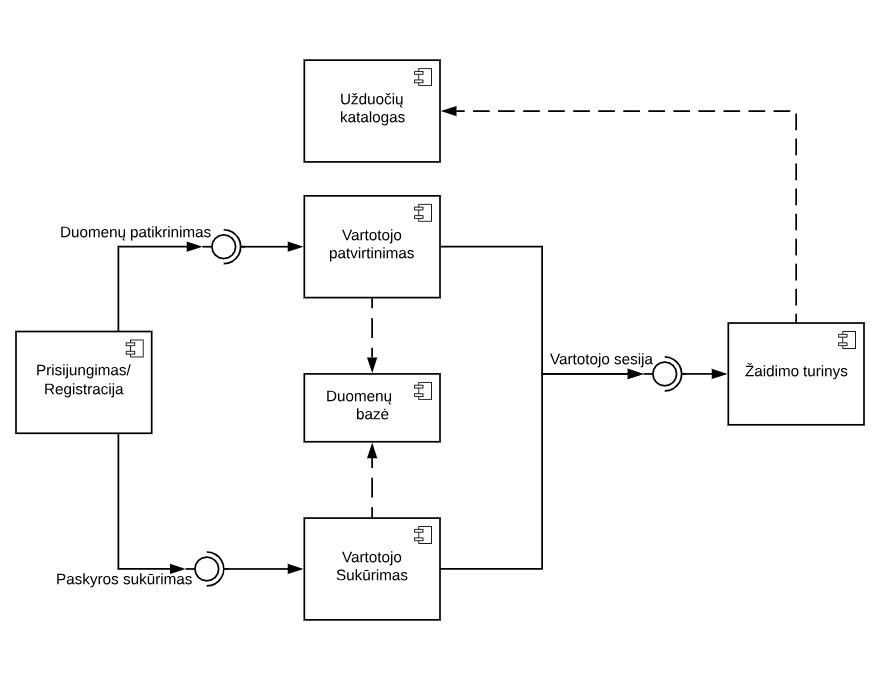 Užduočių
katalogas
Duomenų patikrinimas
Vartotojo
patvirtinimas
Prisijungimas/
Registracija
Duomenų
bazė
Vartotojo sesija
Žaidimo turinys
Paskyros sukūrimas
Vartotojo
Sukūrimas